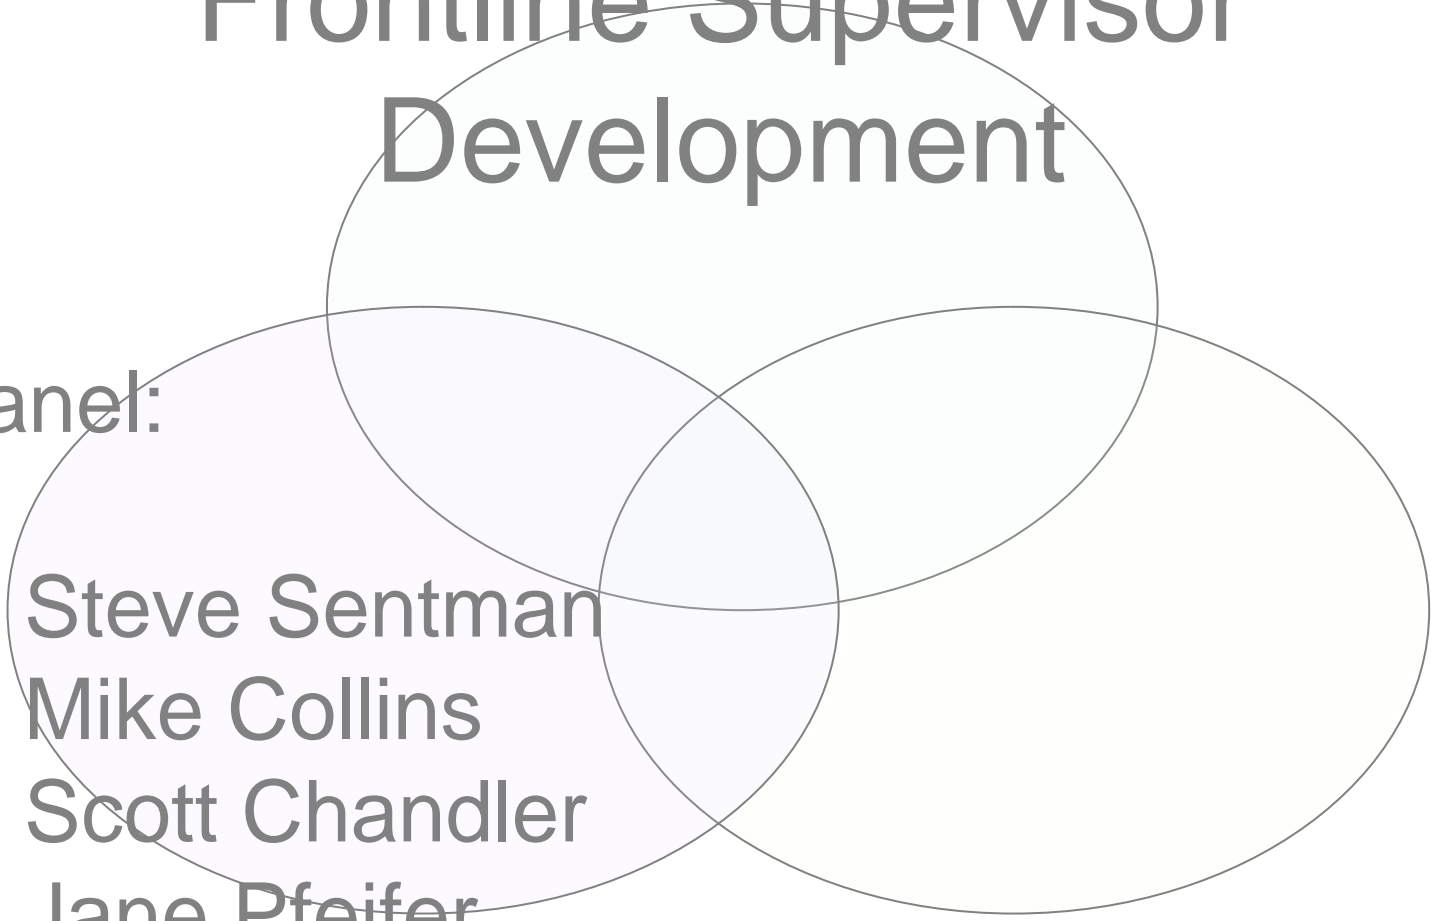 Frontline Supervisor
Development
anel:
Steve Sentman
Mike Collins
Scott Chandler
Jane Pfeifer